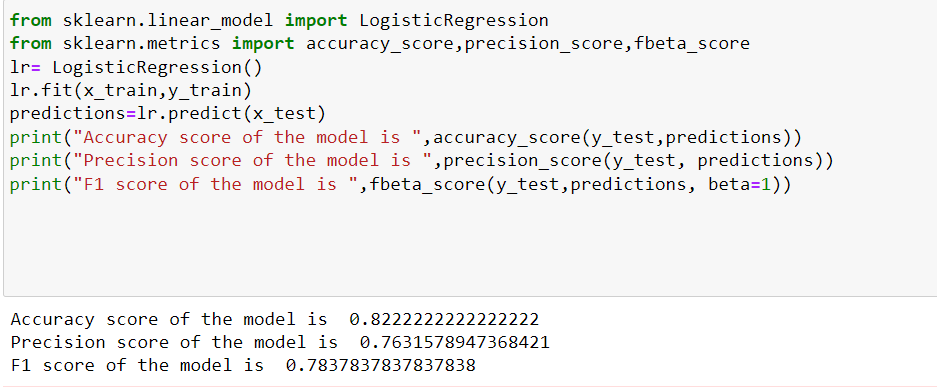 from sklearn.linear_model import LogisticRegression
from sklearn.metrics import accuracy_score,precision_score,fbeta_score
lr= LogisticRegression()
lr.fit(x_train,y_train)
predictions=lr.predict(x_test)
print("Accuracy score of the model is ",accuracy_score(y_test,predictions))
print("Precision score of the model is ",precision_score(y_test, predictions))
print("F1 score of the model is ",fbeta_score(y_test,predictions, beta=1))
Accuracy score of the model is  0.8222222222222222
Precision score of the model is  0.7631578947368421
F1 score of the model is  0.7837837837837838